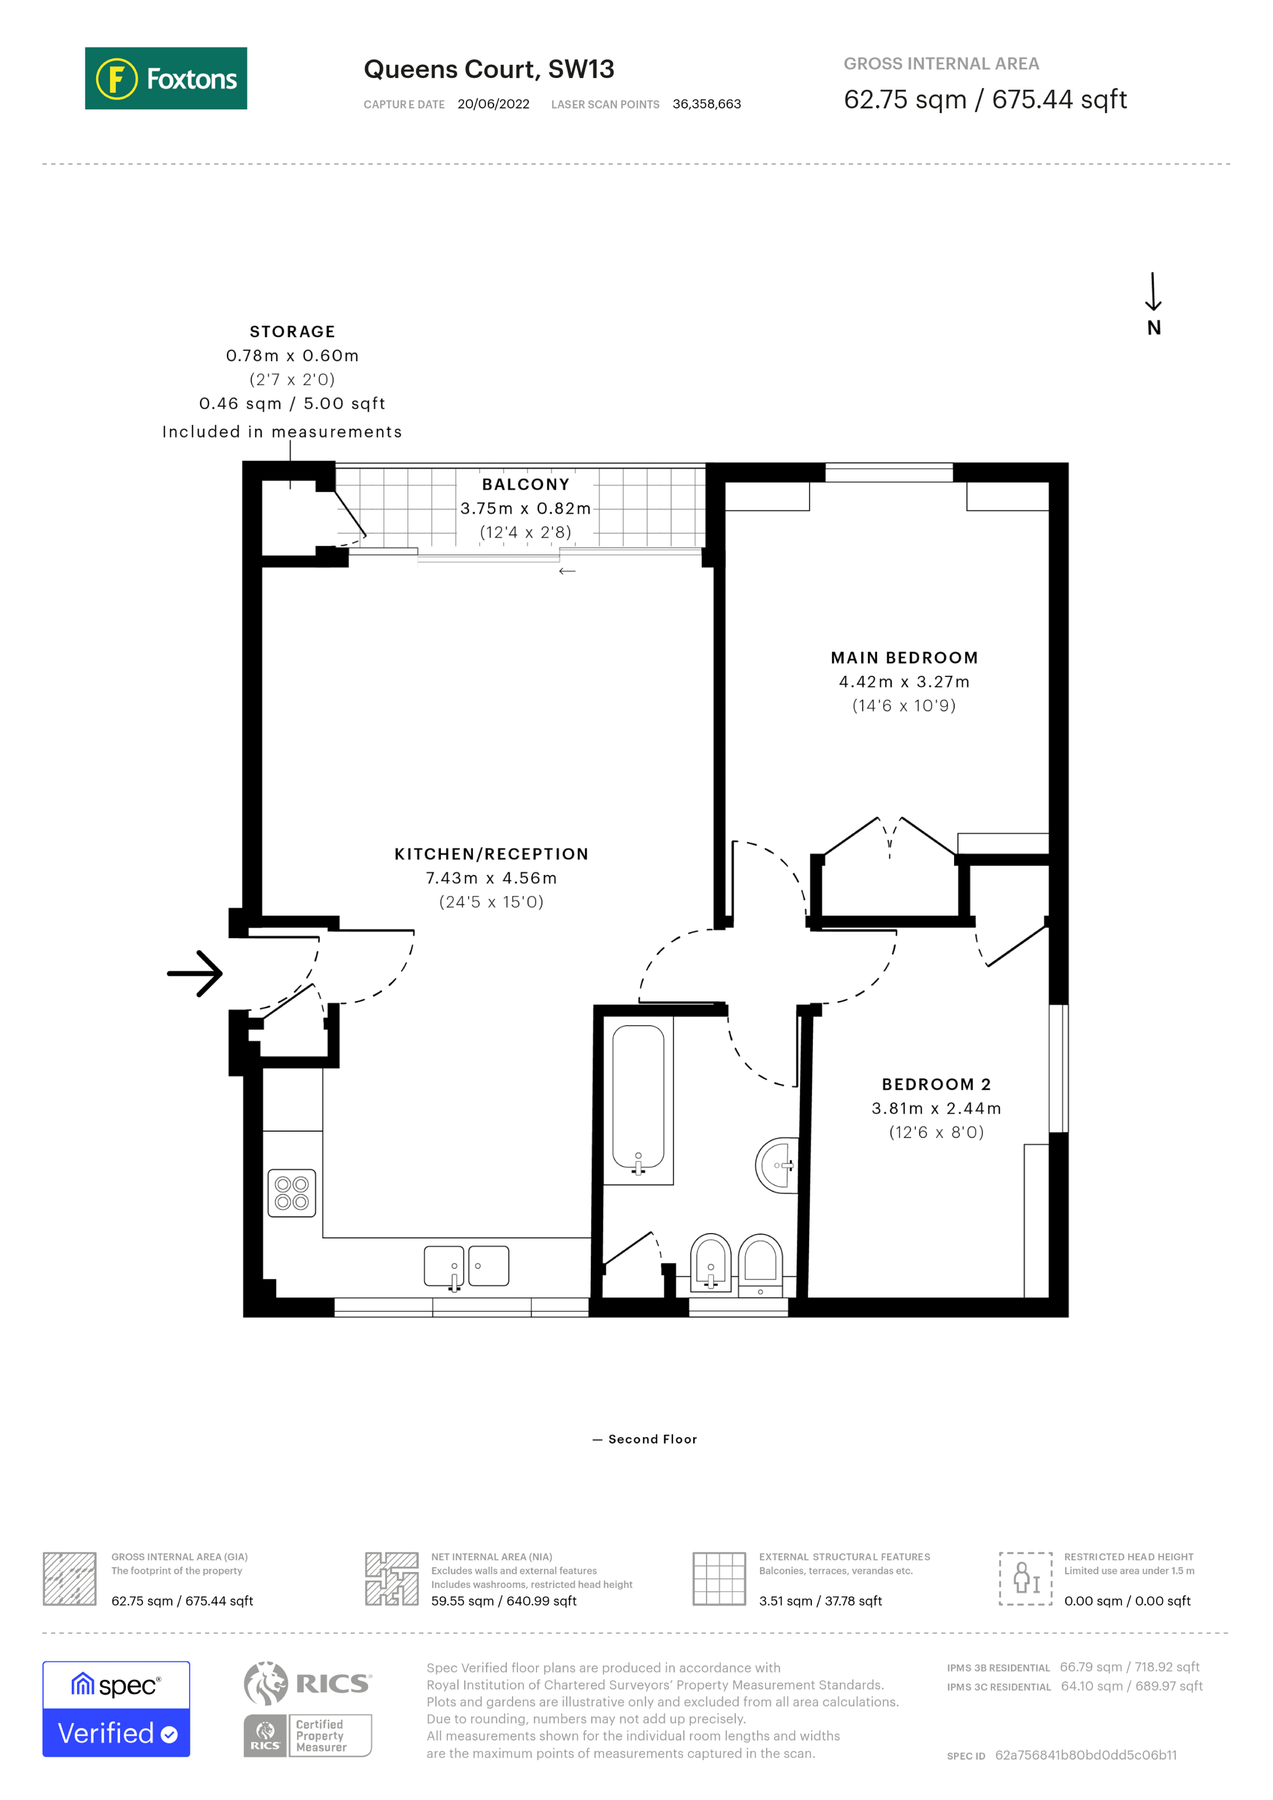 Foxtons
Queens Court, SW13
CAPTURE DATE 20/06/2022 LASER SCAN POINTS 36,358,663
GROSS INTERNAL AREA
62.75 sqm / 675.44 sqft
N
STORAGE
0.78m x 0.60m
(2'7 x 2'0)
0.46 sqm / 5.00 sqft
Included in measurements
BALCONY
3.75m x 0.82m
(12'4 x 2'8)
MAIN BEDROOM
4.42m x 3.27m
(14'6 x 10'9)
KITCHEN/RECEPTION
7.43m x 4.56m
(24'5 x 15'0)
BEDROOM 2
3.81m x 2.44m
(12'6 x 8'0)
— Second Floor
GROSS INTERNAL AREA (GIA)
The footprint of the property
62.75 sqm / 675.44 sqft
NET INTERNAL AREA (NIA)
Excludes walls and external features
Includes washrooms, restricted head height
59.55 sqm / 640.99 sqft
EXTERNAL STRUCTURAL FEATURES
Balconies, terraces, verandas etc.
3.51 sqm / 37.78 sqft
RESTRICTED HEAD HEIGHT
Limited use area under 1.5 m
0.00 sqm / 0.00 sqft
spec®
Verified
RICS®
RICS
Certified
Property
Measurer
Spec Verified floor plans are produced in accordance with
Royal Institution of Chartered Surveyors' Property Measurement Standards.
Plots and gardens are illustrative only and excluded from all area calculations.
Due to rounding, numbers may not add up precisely.
All measurements shown for the individual room lengths and widths
are the maximum points of measurements captured in the scan.
IPMS 3B RESIDENTIAL 66.79 sqm / 718.92 sqft
IPMS 3C RESIDENTIAL 64.10 sqm / 689.97 sqft
SPEC ID 62a756841b80bd0dd5c06b11